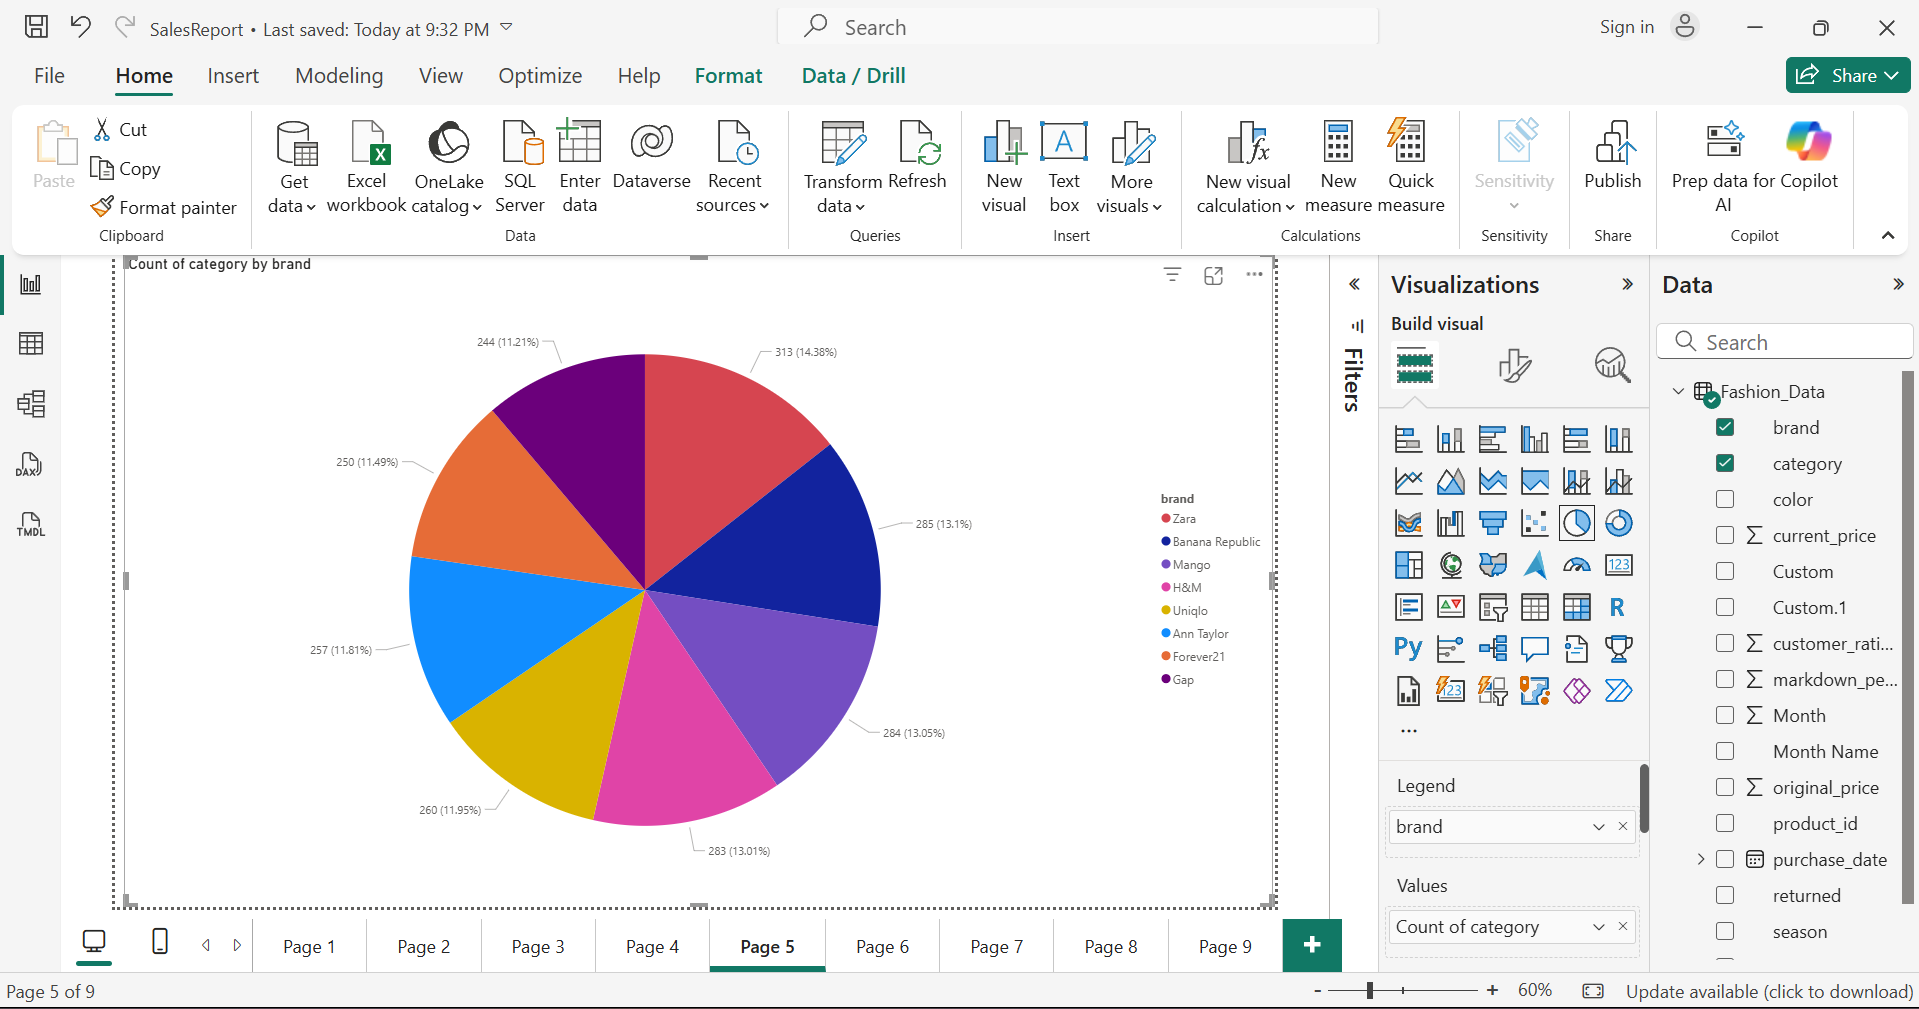 SalesReport • Last saved: Today at 9:32 PM
Search
Sign in
File
Home
Insert
Modeling
View
Optimize
Help
Format
Data / Drill
Share
Paste
Cut
Copy
Format painter
Clipboard
Get data
Excel workbook
OneLake catalog
SQL Server
Enter data
Dataverse
Recent sources
Data
Transform data
Refresh
Queries
New visual
Text box
More visuals
Insert
New visual calculation
New measure
Quick measure
Calculations
Sensitivity
Sensitivity
Publish
Share
Prep data for AI
Copilot
Copilot
DAX
TMDL
Count of category by brand
244 (11.21%)
313 (14.38%)
250 (11.49%)
285 (13.1%)
257 (11.81%)
284 (13.05%)
260 (11.95%)
283 (13.01%)
brand
Zara
Banana Republic
Mango
H&M
Uniqlo
Ann Taylor
Forever21
Gap
Filters
Visualizations
Build visual
123
R
Py
123
Legend
brand
Values
Count of category
Data
Search
Fashion_Data
brand
category
color
current_price
Custom
Custom.1
customer_rati...
markdown_pe...
Month
Month Name
original_price
product_id
purchase_date
returned
season
Page 1
Page 2
Page 3
Page 4
Page 5
Page 6
Page 7
Page 8
Page 9
Page 5 of 9
60%
Update available (click to download)